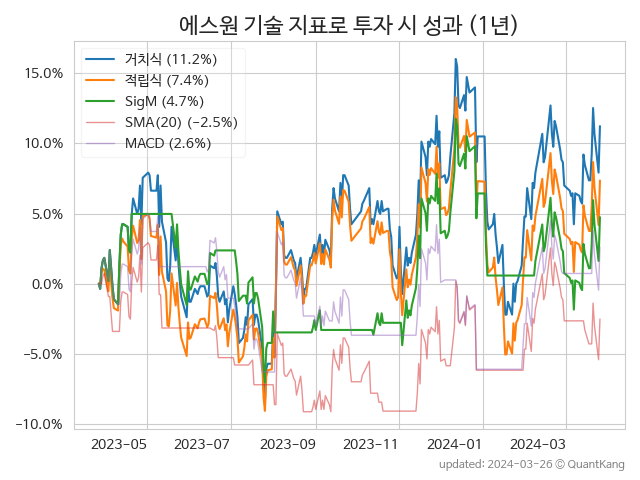 에스원 기술 지표로 투자 시 성과 (1년)
거치식 (11.2%)
적립식 (7.4%)
SigM (4.7%)
SMA(20) (−2.5%)
MACD (2.6%)
15.0%
10.0%
5.0%
0.0%
−5.0%
−10.0%
2023-05 2023-07 2023-09 2023-11 2024-01 2024-03
updated: 2024-03-26 © QuantKang